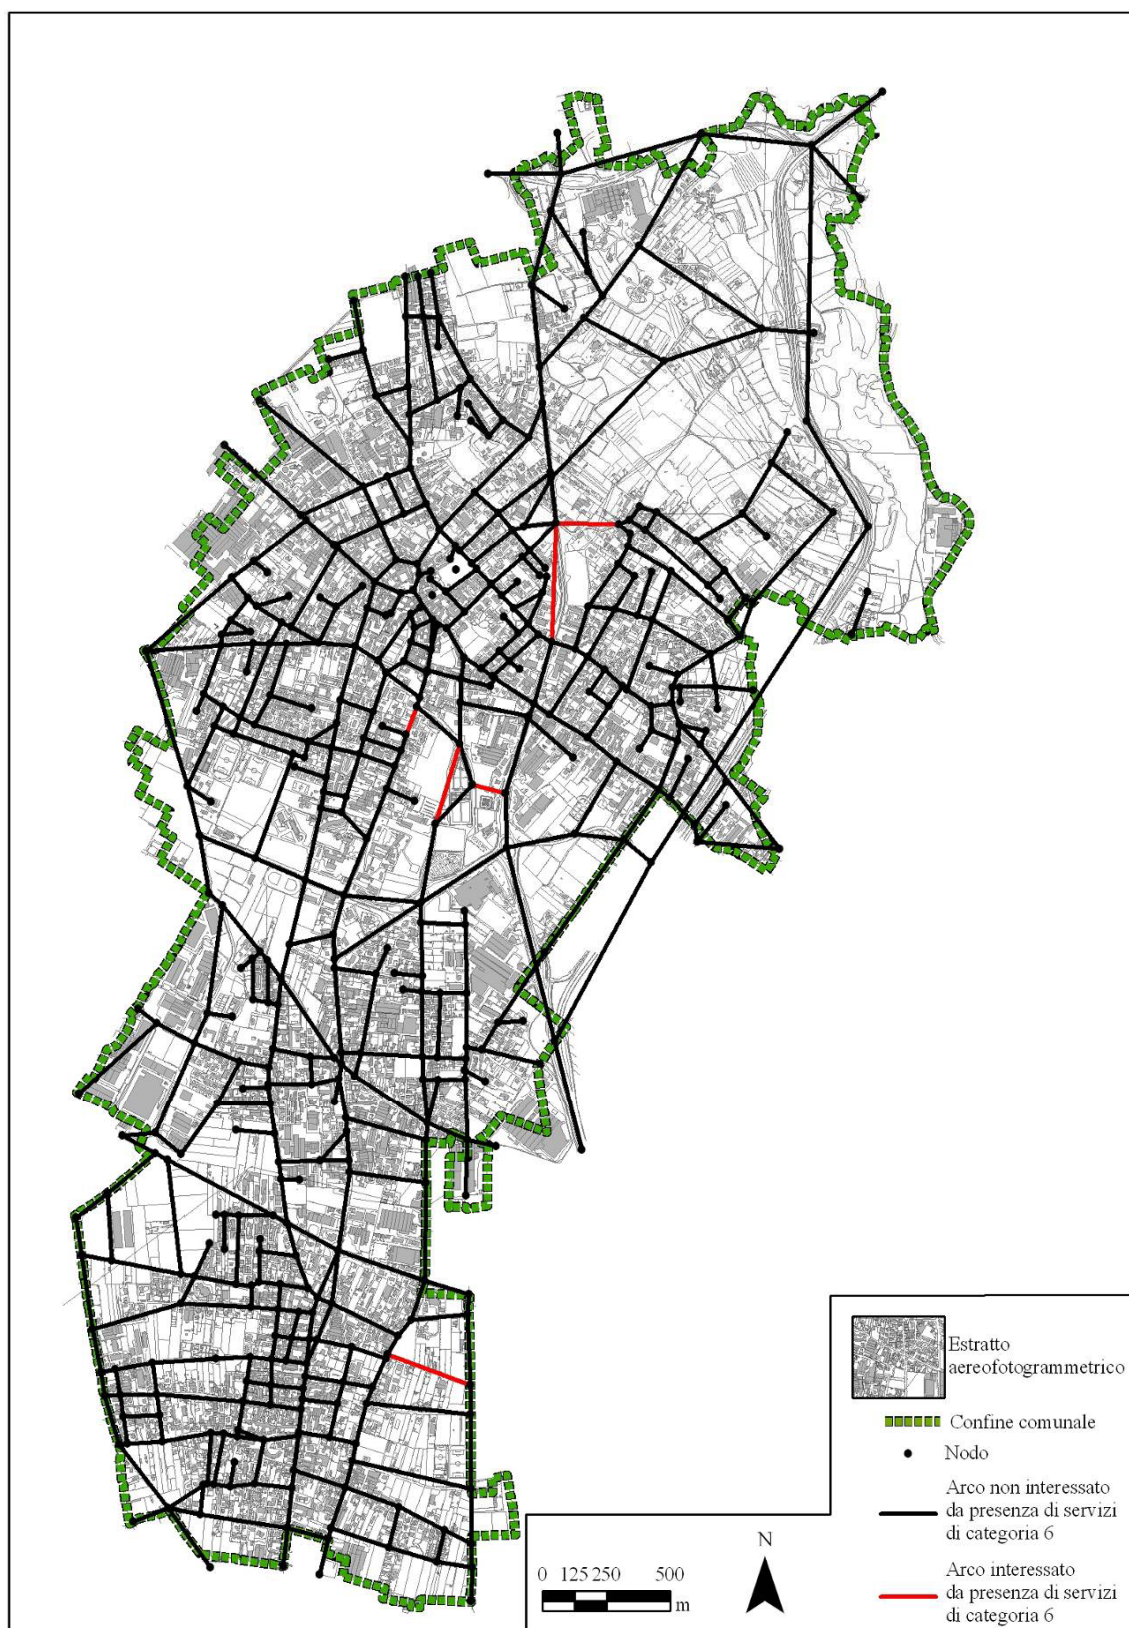 Estratto
aereofotogrammetrico
Confine comunale
Nodo
Arco non interessato
da presenza di servizi
di categoria 6
Arco interessato
da presenza di servizi
di categoria 6
N
0 125 250 500
m